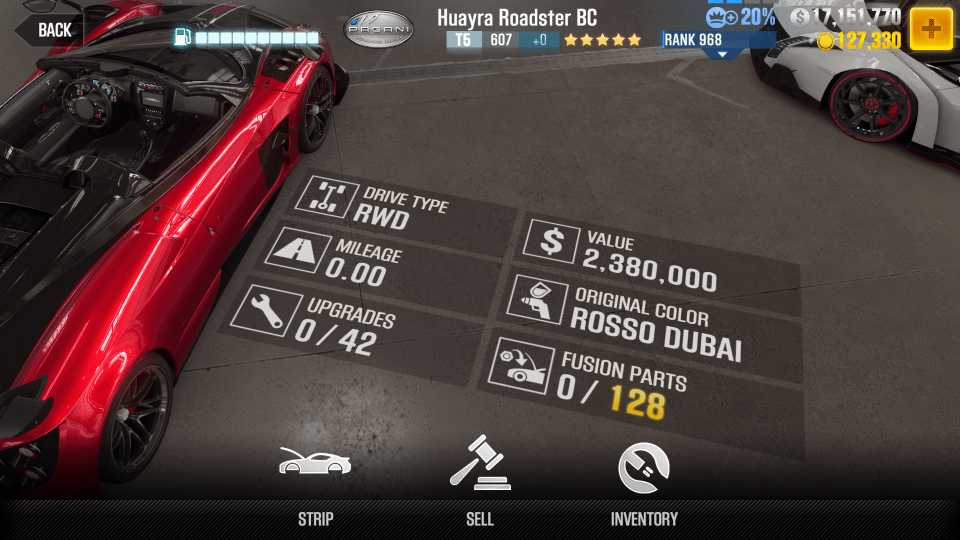 BACK
PAGANI
Huayra Roadster BC
T5 607 +0
20%
17,151,770
RANK 968
127,330
DRIVE TYPE
RWD
MILEAGE
0.00
UPGRADES
0/42
VALUE
2,380,000
ORIGINAL COLOR
ROSSO DUBAI
FUSION PARTS
0/ 128
STRIP
SELL
INVENTORY